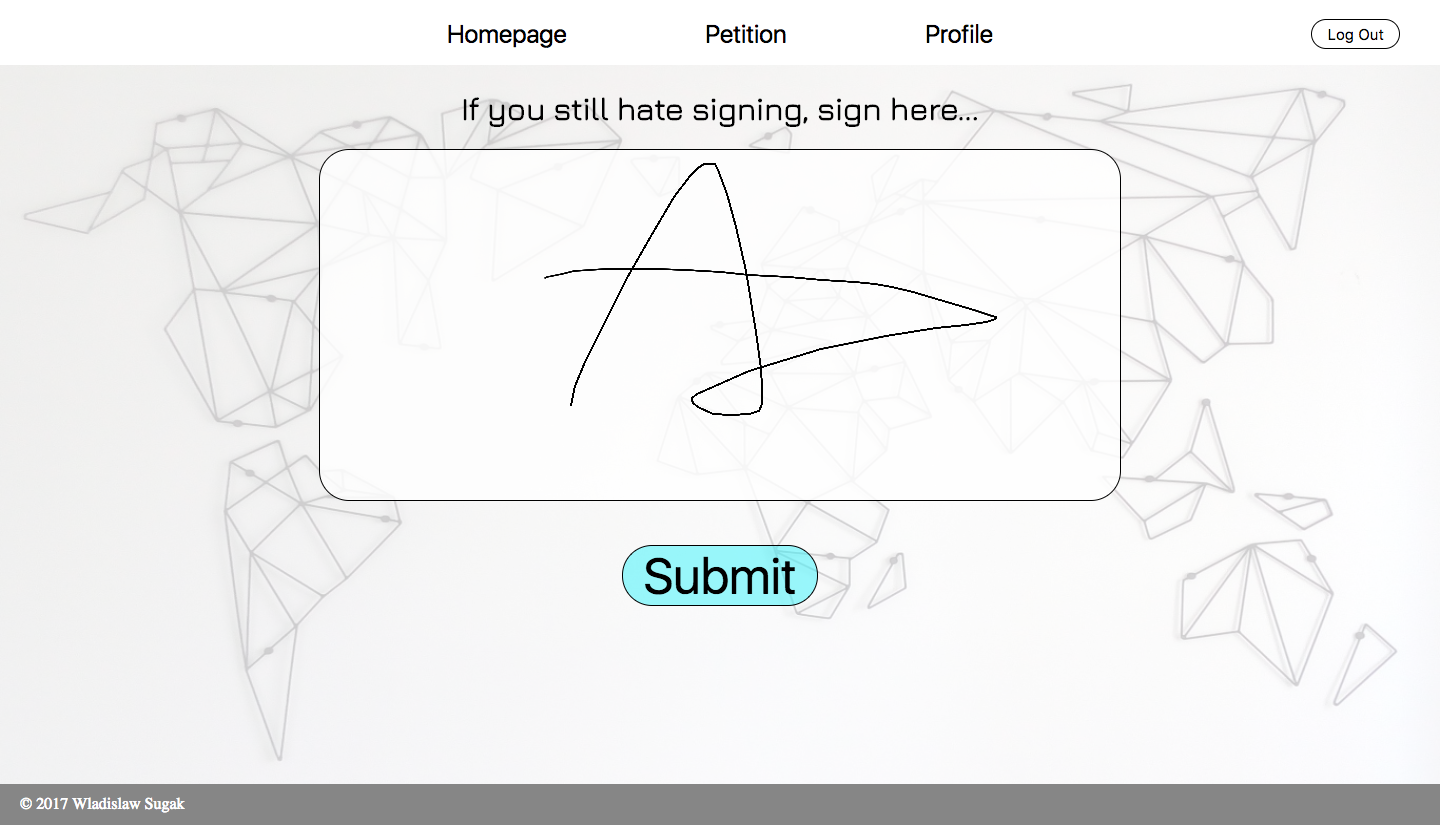 Homepage Petition Profile Log Out
If you still hate signing, sign here...
Submit
© 2017 Wladislaw Sugak